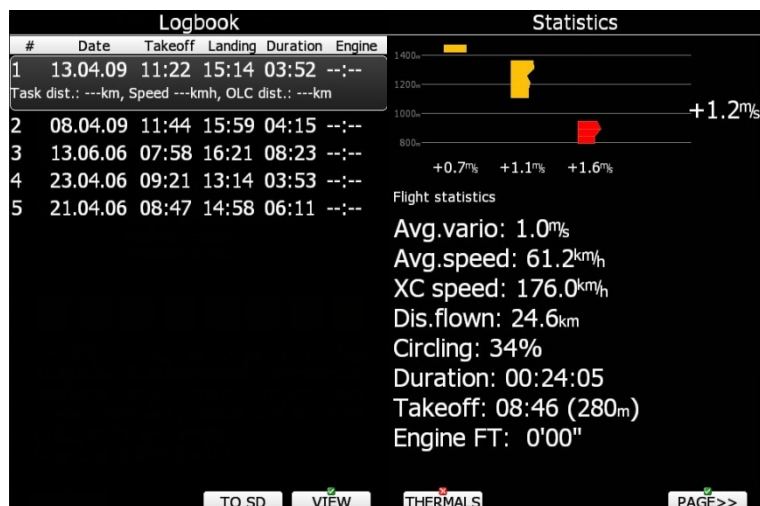 Logbook
# Date Takeoff Landing Duration Engine
1 13.04.09 11:22 15:14 03:52 --:--
Task dist.: ---km, Speed ---kmh, OLC dist.: ---km
2 08.04.09 11:44 15:59 04:15 --:--
3 13.06.06 07:58 16:21 08:23 --:--
4 23.04.06 09:21 13:14 03:53 --:--
5 21.04.06 08:47 14:58 06:11 --:--
TO SD VIEW
Statistics
1400m
1200m
1000m
800m
+1.2m/s
+0.7m/s +1.1m/s +1.6m/s
Flight statistics
Avg.vario: 1.0m/s
Avg.speed: 61.2km/h
XC speed: 176.0km/h
Dis.flown: 24.6km
Circling: 34%
Duration: 00:24:05
Takeoff: 08:46 (280m)
Engine FT: 0'00"
THERMALS PAGE>>